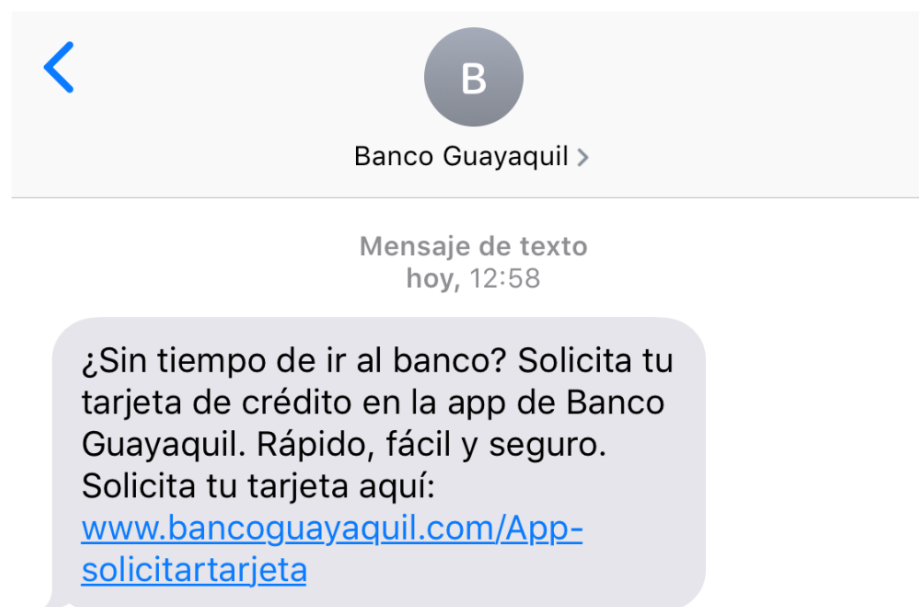 B
Banco Guayaquil >
Mensaje de texto
hoy, 12:58
¿Sin tiempo de ir al banco? Solicita tu
tarjeta de crédito en la app de Banco
Guayaquil. Rápido, fácil y seguro.
Solicita tu tarjeta aquí:
www.bancoguayaquil.com/App-
solicitartarjeta